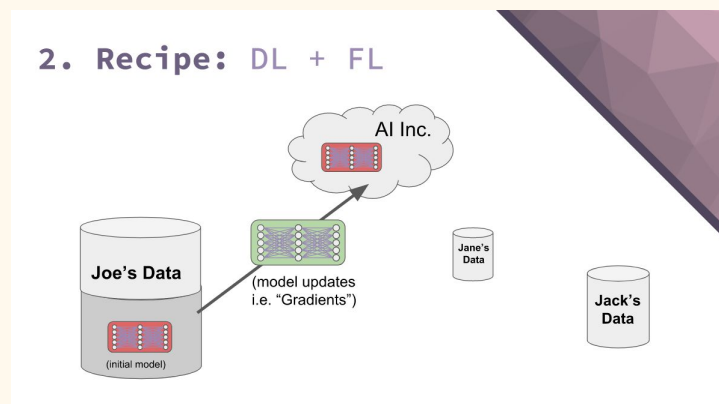 2. Recipe: DL + FL
AI Inc.
Joe's Data
(model updates
i.e. "Gradients")
(initial model)
Jane's
Data
Jack's
Data